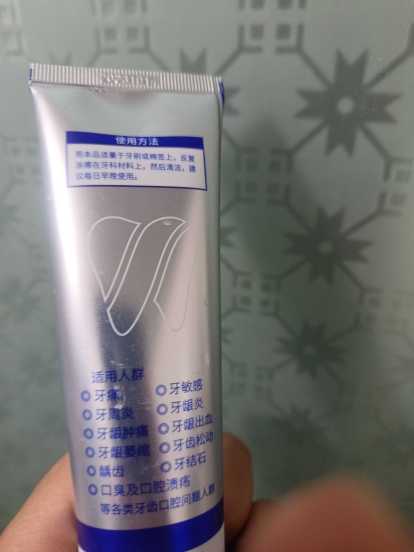 使用方法
用本品适量于牙刷或棉签上，反复
涂擦在牙科材料上，然后清洁，建
议每日早晚使用。
适用人群
牙疼 牙敏感
牙周炎 牙龈炎
牙龈肿痛 牙龈出血
牙龈萎缩 牙齿松动
龋齿 牙结石
口臭及口腔溃疡
等各类牙齿口腔问题人群